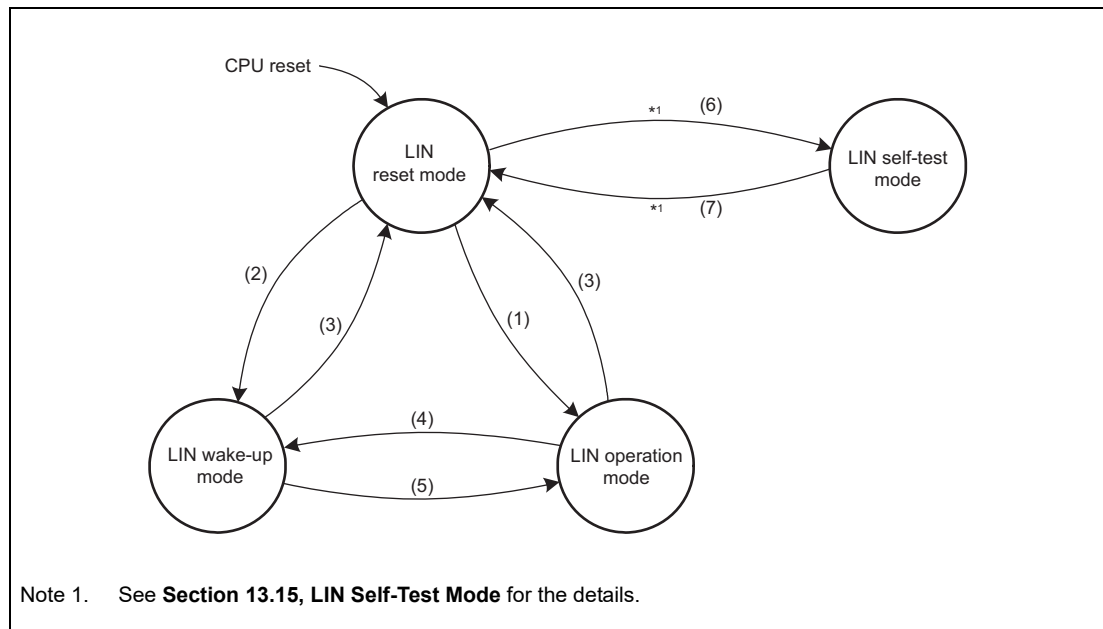 CPU reset
LIN
reset mode
*1 (6)
LIN self-test
mode
*1 (7)
(2)
(3)
(1)
(3)
LIN wake-up
mode
(4)
(5)
LIN operation
mode
Note 1. See Section 13.15, LIN Self-Test Mode for the details.